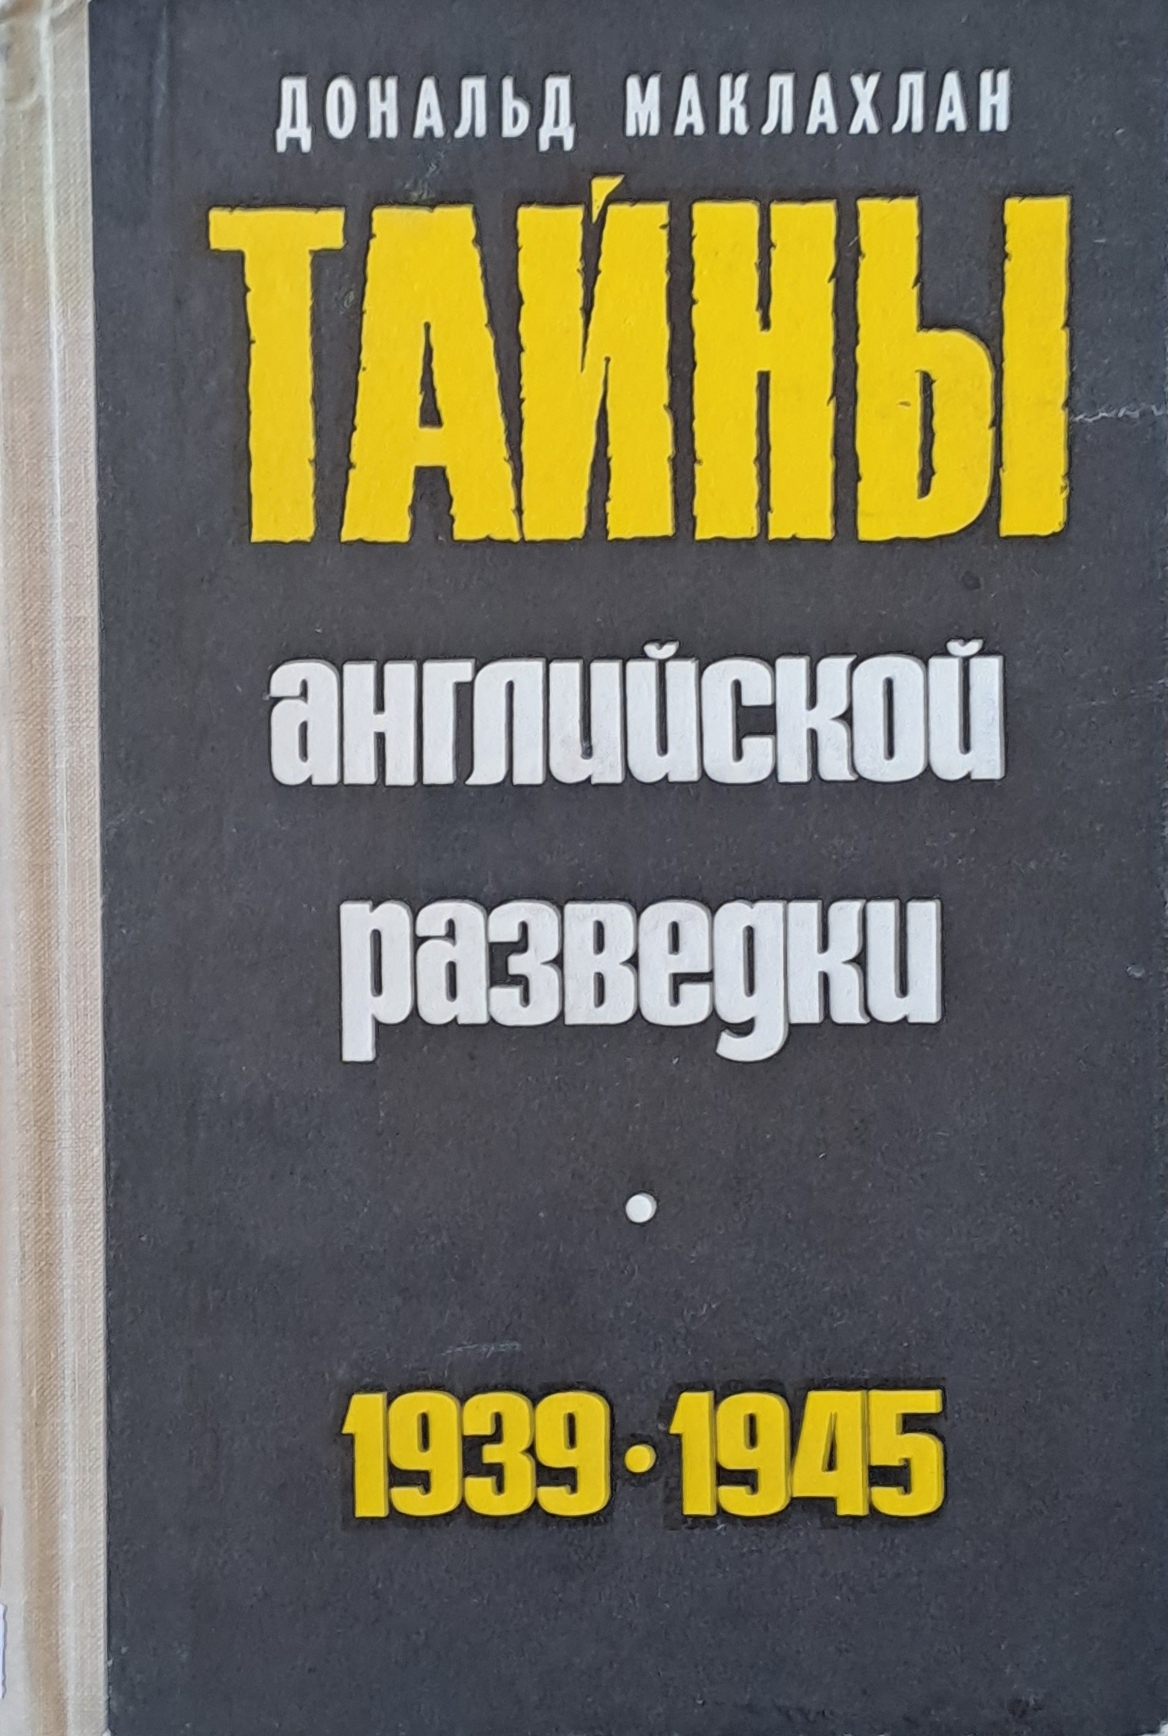 ДОНАЛЬД МАКЛАХЛАН
ТАЙНЫ
английской
разведки
•
1939•1945